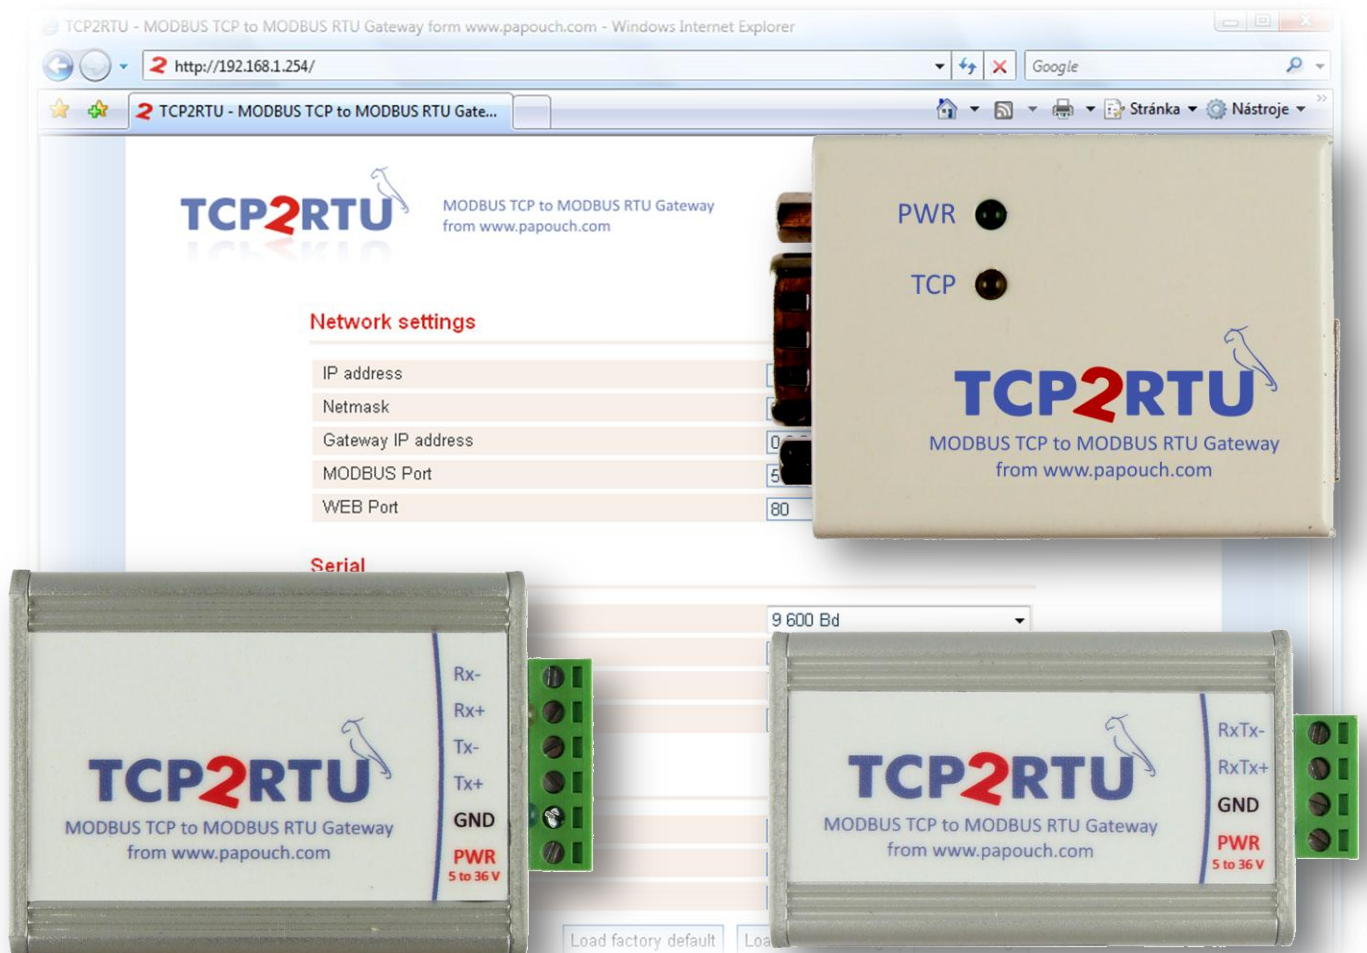 TCP2RTU - MODBUS TCP to MODBUS RTU Gateway form www.papouch.com - Windows Internet Explorer
2 http://192.168.1.254/
Google
2 TCP2RTU - MODBUS TCP to MODBUS RTU Gate...
Stránka
Nástroje
TCP2RTU
MODBUS TCP to MODBUS RTU Gateway
from www.papouch.com
PWR
TCP
TCP2RTU
MODBUS TCP to MODBUS RTU Gateway
from www.papouch.com
Network settings
IP address
Netmask
Gateway IP address
MODBUS Port
WEB Port
80
Serial
9 600 Bd
Rx-
Rx+
Tx-
Tx+
GND
PWR
5 to 36 V
TCP2RTU
MODBUS TCP to MODBUS RTU Gateway
from www.papouch.com
RxTx-
RxTx+
GND
PWR
5 to 36 V
TCP2RTU
MODBUS TCP to MODBUS RTU Gateway
from www.papouch.com
Load factory default